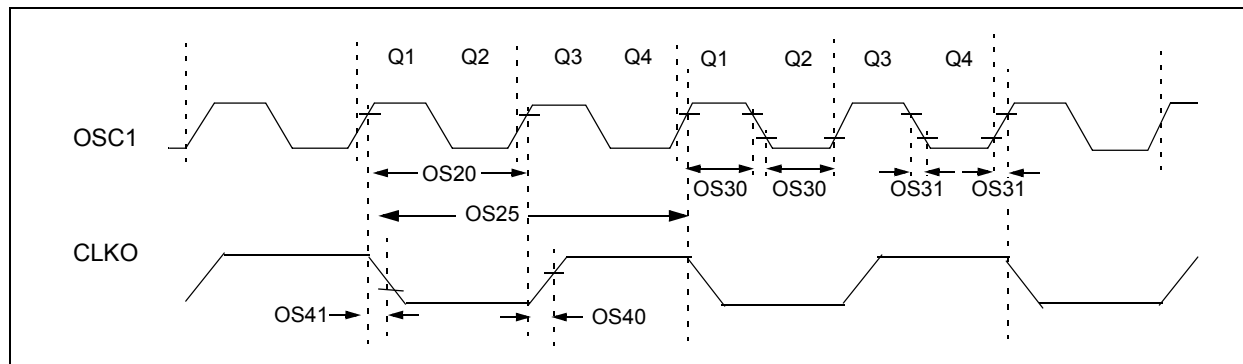 Q1 Q2 Q3 Q4 Q1 Q2 Q3 Q4
OSC1
OS20 OS30 OS30 OS31 OS31
OS25
CLKO
OS41 OS40